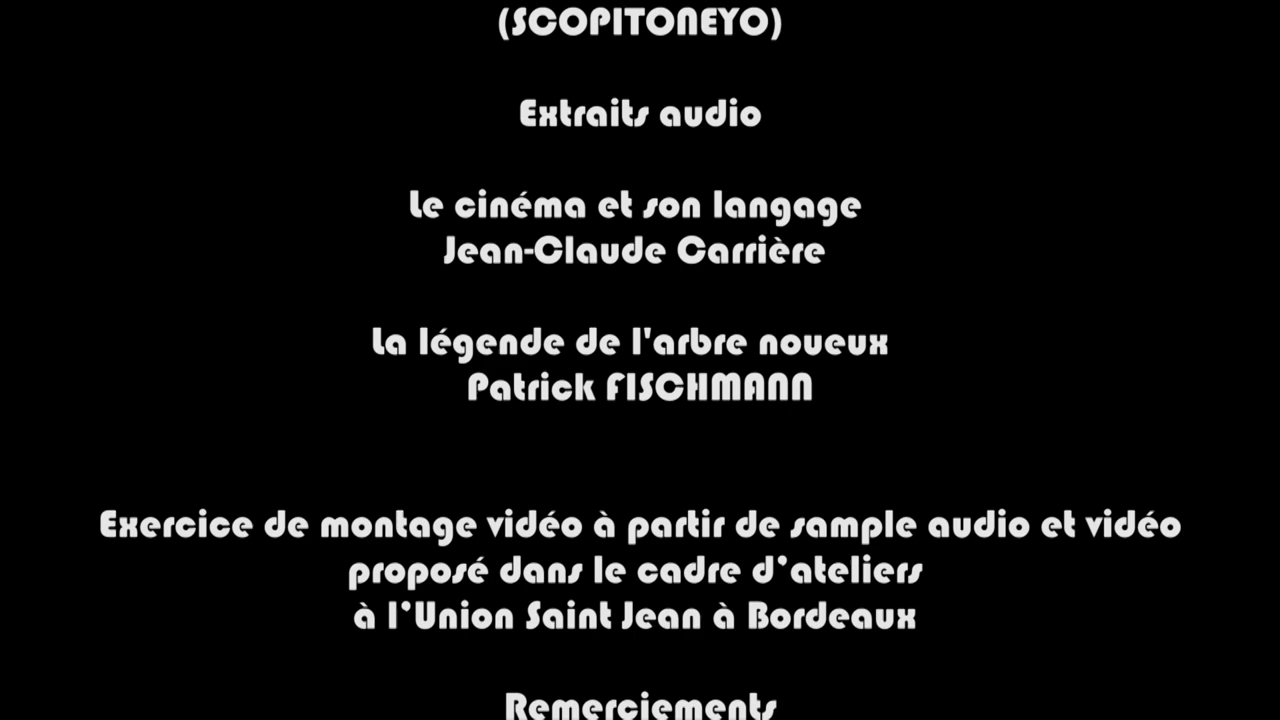 (SCOPITONEYO)
Extraits audio
Le cinéma et son langage
Jean-Claude Carrière
La légende de l'arbre noueux
Patrick FISCHMANN
Exercice de montage vidéo à partir de sample audio et vidéo
proposé dans le cadre d’ateliers
à l’Union Saint Jean à Bordeaux
Remerciements